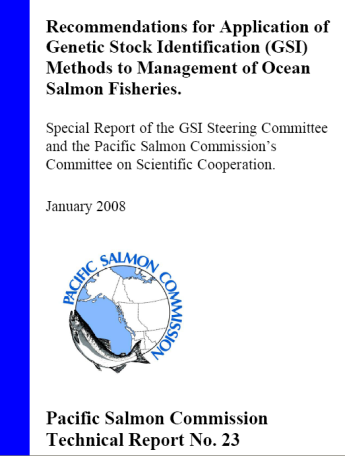 Recommendations for Application of
Genetic Stock Identification (GSI)
Methods to Management of Ocean
Salmon Fisheries.
Special Report of the GSI Steering Committee
and the Pacific Salmon Commission's
Committee on Scientific Cooperation.
January 2008
PACIFIC SALMON COMMISSION
Pacific Salmon Commission
Technical Report No. 23